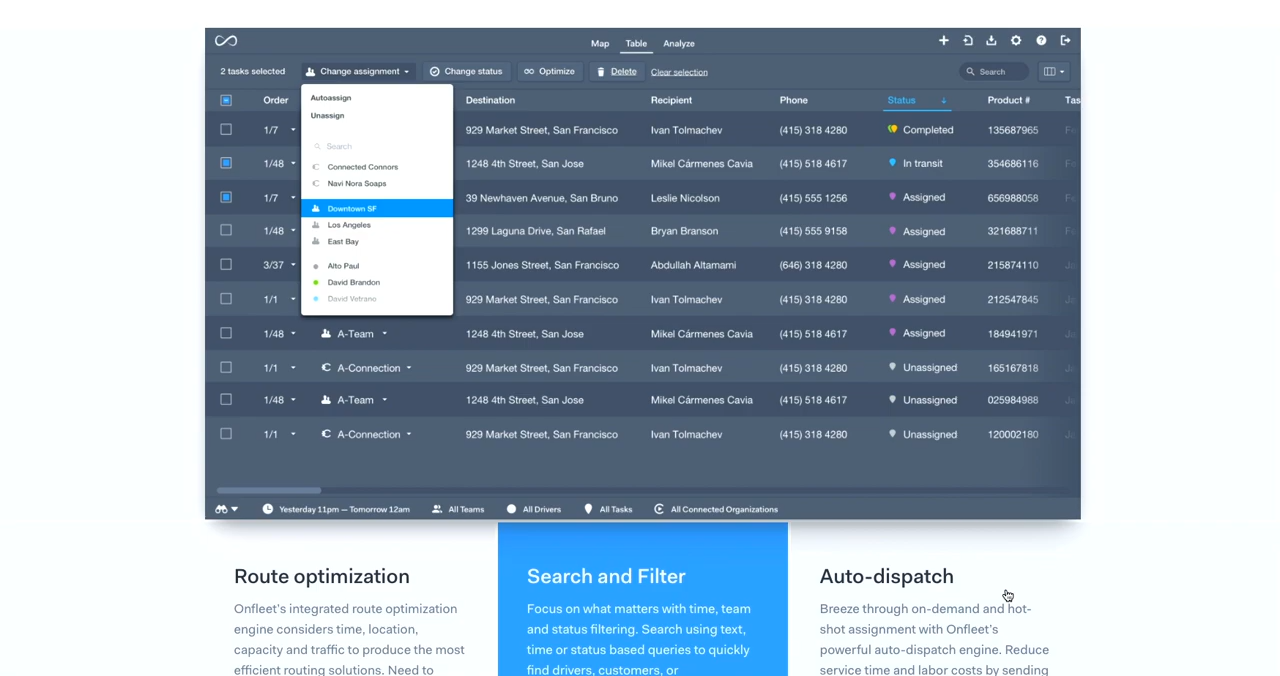 Map Table Analyze
2 tasks selected Change assignment Change status Optimize Delete Clear selection Search
Order Destination Recipient Phone Status Product #
Autoassign
Unassign
Search
Connected Connors
Navi Nora Soaps
Downtown SF
Los Angeles
East Bay
Alto Paul
David Brandon
David Vetrano
1/7 929 Market Street, San Francisco Ivan Tolmachev (415) 318 4280 Completed 135687965
1/48 1248 4th Street, San Jose Mikel Cármenes Cavia (415) 518 4617 In transit 354686116
1/7 39 Newhaven Avenue, San Bruno Leslie Nicolson (415) 555 1256 Assigned 656988058
1/48 1299 Laguna Drive, San Rafael Bryan Branson (415) 555 9158 Assigned 321688711
3/37 1155 Jones Street, San Francisco Abdullah Altamami (646) 318 4280 Assigned 215874110
1/1 929 Market Street, San Francisco Ivan Tolmachev (415) 318 4280 Assigned 212547845
1/48 A-Team 1248 4th Street, San Jose Mikel Cármenes Cavia (415) 518 4617 Assigned 184941971
1/1 A-Connection 929 Market Street, San Francisco Ivan Tolmachev (415) 318 4280 Unassigned 165167818
1/48 A-Team 1248 4th Street, San Jose Mikel Cármenes Cavia (415) 518 4617 Unassigned 025984988
1/1 A-Connection 929 Market Street, San Francisco Ivan Tolmachev (415) 318 4280 Unassigned 120002180
Yesterday 11pm — Tomorrow 12am All Teams All Drivers All Tasks All Connected Organizations
Route optimization
Onfleet's integrated route optimization
engine considers time, location,
capacity and traffic to produce the most
efficient routing solutions. Need to
Search and Filter
Focus on what matters with time, team
and status filtering. Search using text,
time or status based queries to quickly
find drivers, customers, or
Auto-dispatch
Breeze through on-demand and hot-
shot assignment with Onfleet's
powerful auto-dispatch engine. Reduce
service time and labor costs by sending